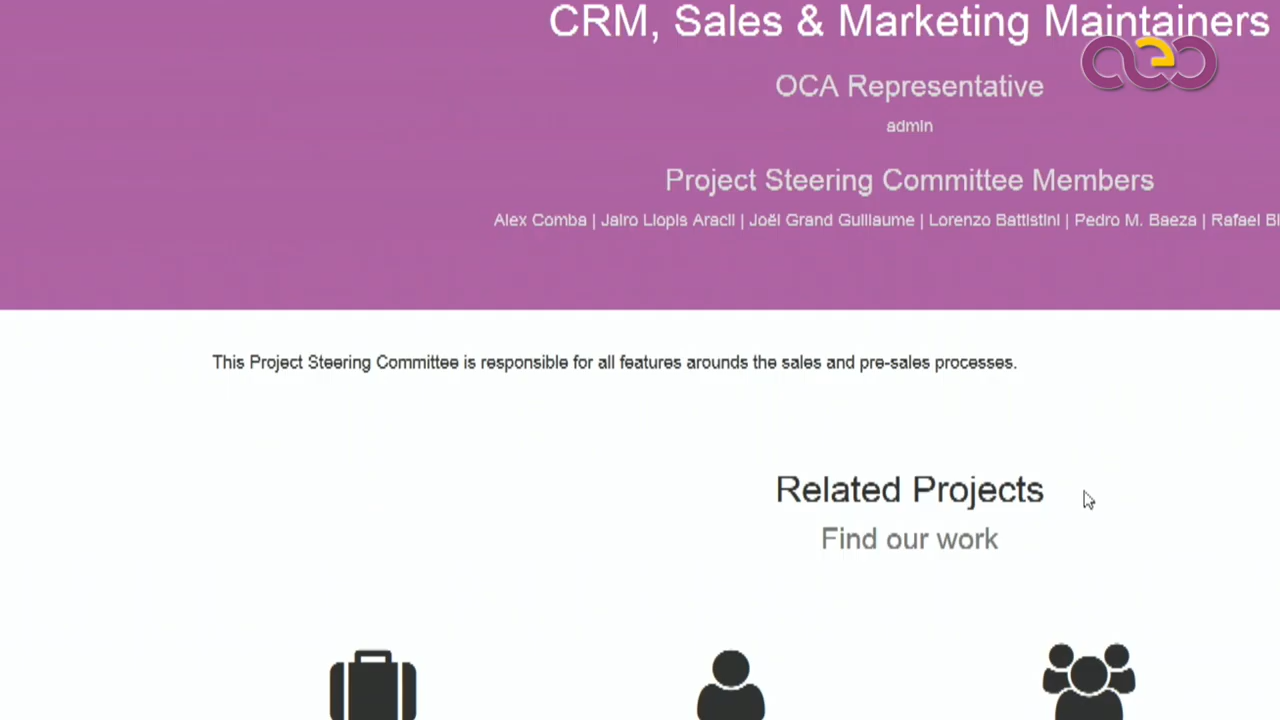 CRM, Sales & Marketing Maintainers
OCA Representative
admin
Project Steering Committee Members
Alex Comba | Jairo Llopis Aracil | Joël Grand Guillaume | Lorenzo Battistini | Pedro M. Baeza | Rafael
This Project Steering Committee is responsible for all features arounds the sales and pre-sales processes.
Related Projects
Find our work